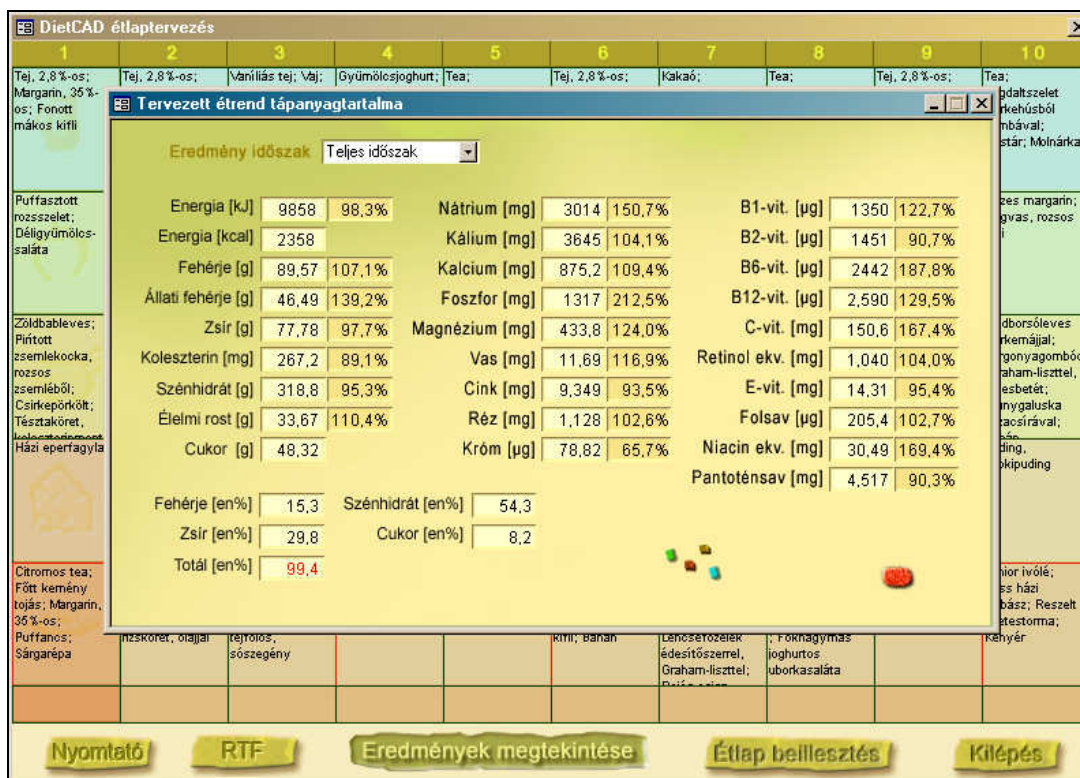 DietCAD étlaptervezés
1 2 3 4 5 6 7 8 9 10
Tej, 2,8%-os;
Margarin, 35%-
os; Fonott
mákos kifli
Tej, 2,8%-os;
Vaníliás tej; Vaj;
Gyümölcsjoghurt;
Tea;
Tej, 2,8%-os;
Kakaó;
Tea;
Tej, 2,8%-os;
Tea;
Molnárka
Puffasztott
rozsszelet;
Déligyümölcs-
saláta
margarin;
rozsos
Zöldbableves;
Pirított
zsemlekocka,
rozsos
zsemléből;
Csirkepörkölt;
Tésztaköret,
Házi eperfagyla
Citromos tea;
Főtt kemény
tojás; Margarin,
35%-os;
Puffancs;
Sárgarépa
rizsköret, olajjal
tejfölös,
sószegény
kifli; Banán
Lencsefőzelék
édesítőszerrel,
Graham-liszttel;
; Fokhagymás
joghurtos
uborkasaláta
ivólé;
házi
Reszelt
Kenyér
Tervezett étrend tápanyagtartalma
Eredmény időszak Teljes időszak
Energia [kJ] 9858 98,3%
Energia [kcal] 2358
Fehérje [g] 89,57 107,1%
Állati fehérje [g] 46,49 139,2%
Zsír [g] 77,78 97,7%
Koleszterin [mg] 267,2 89,1%
Szénhidrát [g] 318,8 95,3%
Élelmi rost [g] 33,67 110,4%
Cukor [g] 48,32
Nátrium [mg] 3014 150,7%
Kálium [mg] 3645 104,1%
Kalcium [mg] 875,2 109,4%
Foszfor [mg] 1317 212,5%
Magnézium [mg] 433,8 124,0%
Vas [mg] 11,69 116,9%
Cink [mg] 9,349 93,5%
Réz [mg] 1,128 102,6%
Króm [µg] 78,82 65,7%
B1-vit. [µg] 1350 122,7%
B2-vit. [µg] 1451 90,7%
B6-vit. [µg] 2442 187,8%
B12-vit. [µg] 2,590 129,5%
C-vit. [mg] 150,6 167,4%
Retinol ekv. [mg] 1,040 104,0%
E-vit. [mg] 14,31 95,4%
Folsav [µg] 205,4 102,7%
Niacin ekv. [mg] 30,49 169,4%
Pantoténsav [mg] 4,517 90,3%
Fehérje [en%] 15,3
Zsír [en%] 29,8
Totál [en%] 99,4
Szénhidrát [en%] 54,3
Cukor [en%] 8,2
Nyomtató RTF Eredmények megtekintése Étlap beillesztés Kilépés